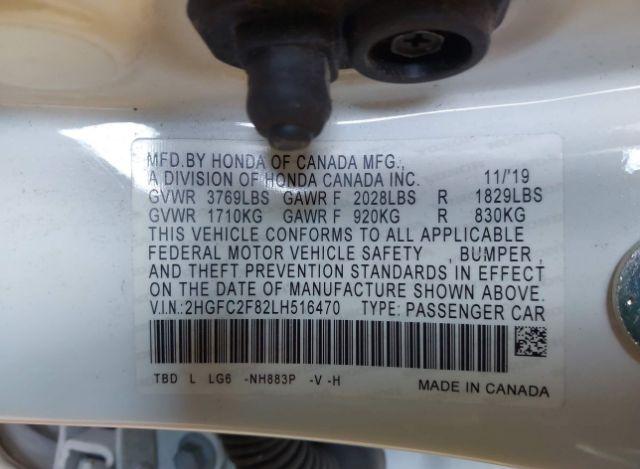 MFD.BY HONDA OF CANADA MFG.,
A DIVISION OF HONDA CANADA INC. 11/'19
GVWR 3769LBS GAWR F 2028LBS R 1829LBS
GVWR 1710KG GAWR F 920KG R 830KG
THIS VEHICLE CONFORMS TO ALL APPLICABLE
FEDERAL MOTOR VEHICLE SAFETY , BUMPER ,
AND THEFT PREVENTION STANDARDS IN EFFECT
ON THE DATE OF MANUFACTURE SHOWN ABOVE.
V.I.N.:2HGFC2F82LH516470 TYPE: PASSENGER CAR
TBD L LG6 -NH883P -V -H
MADE IN CANADA